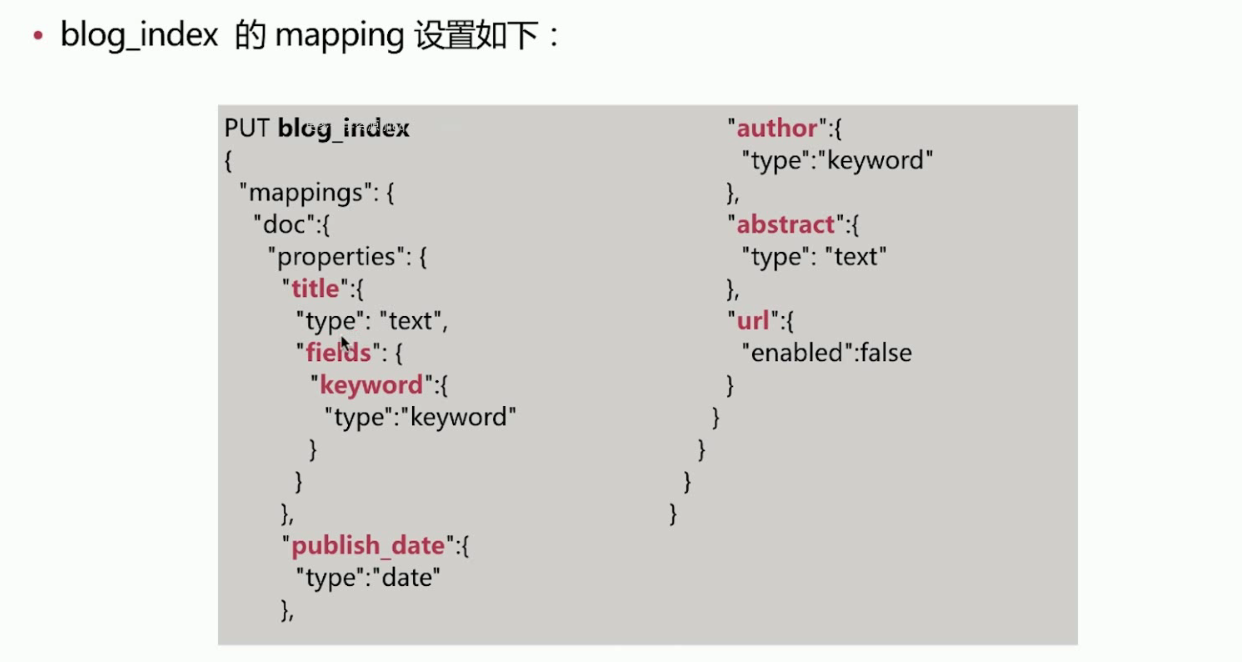 • blog_index 的 mapping 设置如下：
PUT blog_index
{
"mappings": {
"doc":{
"properties": {
"title":{
"type": "text",
"fields": {
"keyword":{
"type":"keyword"
}
}
},
"publish_date":{
"type":"date"
},
"author":{
"type":"keyword"
},
"abstract":{
"type": "text"
},
"url":{
"enabled":false
}
}
}
}
}